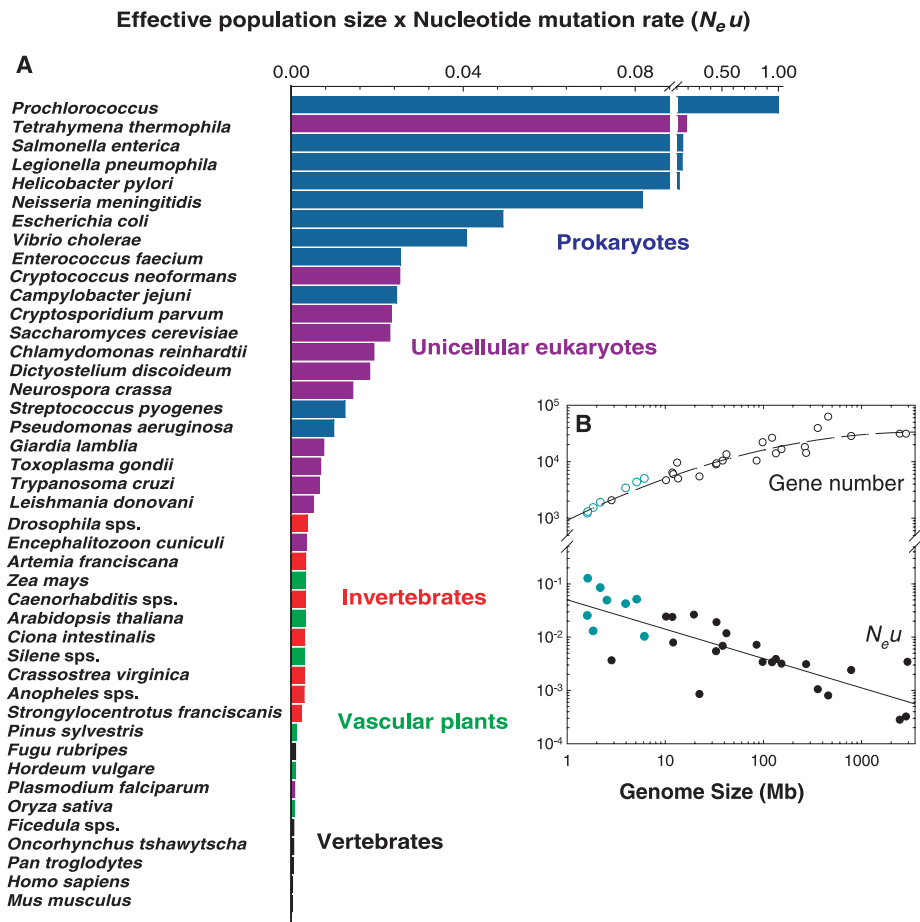 Effective population size x Nucleotide mutation rate (Nₑu)
A
0.00 0.04 0.08 0.50 1.00
Prochlorococcus
Tetrahymena thermophila
Salmonella enterica
Legionella pneumophila
Helicobacter pylori
Neisseria meningitidis
Escherichia coli
Vibrio cholerae
Prokaryotes
Enterococcus faecium
Cryptococcus neoformans
Campylobacter jejuni
Cryptosporidium parvum
Saccharomyces cerevisiae
Chlamydomonas reinhardtii
Unicellular eukaryotes
Dictyostelium discoideum
Neurospora crassa
Streptococcus pyogenes
Pseudomonas aeruginosa
Giardia lamblia
Toxoplasma gondii
Trypanosoma cruzi
Leishmania donovani
Drosophila sps.
Encephalitozoon cuniculi
Artemia franciscana
Zea mays
Caenorhabditis sps.
Invertebrates
Arabidopsis thaliana
Ciona intestinalis
Silene sps.
Crassostrea virginica
Anopheles sps.
Strongylocentrotus franciscanis
Vascular plants
Pinus sylvestris
Fugu rubripes
Hordeum vulgare
Plasmodium falciparum
Oryza sativa
Ficedula sps.
Oncorhynchus tshawytscha
Vertebrates
Pan troglodytes
Homo sapiens
Mus musculus
B
10⁵
10⁴
Gene number
10³
10⁻¹
Nₑu
10⁻²
10⁻³
10⁻⁴
1 10 100 1000
Genome Size (Mb)